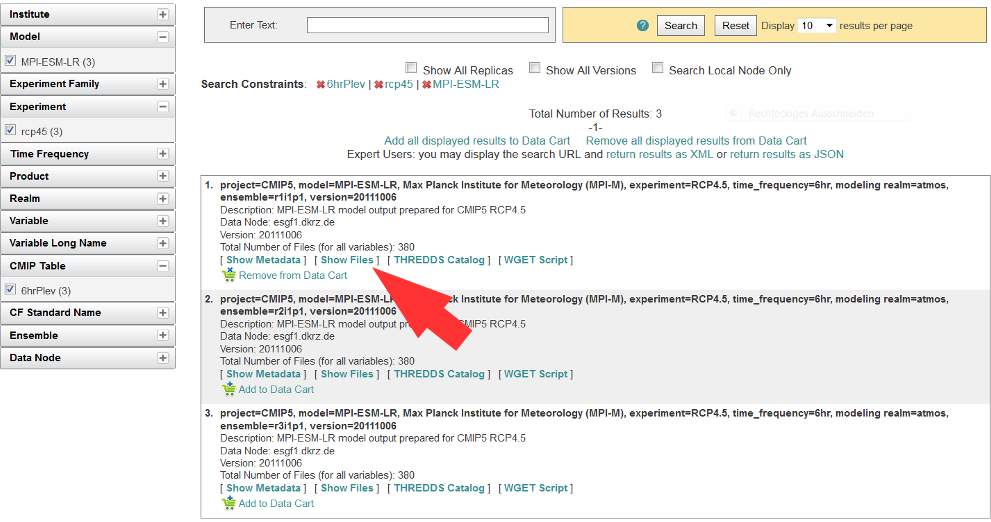 Institute
Model
MPI-ESM-LR (3)
Experiment Family
Experiment
rcp45 (3)
Time Frequency
Product
Realm
Variable
Variable Long Name
CMIP Table
6hrPlev (3)
CF Standard Name
Ensemble
Data Node
Enter Text:
? Search Reset Display 10 results per page
Show All Replicas Show All Versions Search Local Node Only
Search Constraints: 6hrPlev | rcp45 | MPI-ESM-LR
Total Number of Results: 3
Rechteckiges Ausschneiden
-1-
Add all displayed results to Data Cart Remove all displayed results from Data Cart
Expert Users: you may display the search URL and return results as XML or return results as JSON
1. project=CMIP5, model=MPI-ESM-LR, Max Planck Institute for Meteorology (MPI-M), experiment=RCP4.5, time_frequency=6hr, modeling realm=atmos,
ensemble=r1i1p1, version=20111006
Description: MPI-ESM-LR model output prepared for CMIP5 RCP4.5
Data Node: esgf1.dkrz.de
Version: 20111006
Total Number of Files (for all variables): 380
[ Show Metadata ] [ Show Files ] [ THREDDS Catalog ] [ WGET Script ]
Remove from Data Cart
2. project=CMIP5, model=MPI-ESM-LR, Max Planck Institute for Meteorology (MPI-M), experiment=RCP4.5, time_frequency=6hr, modeling realm=atmos,
ensemble=r2i1p1, version=20111006
Description: MPI-ESM-LR model output prepared for CMIP5 RCP4.5
Data Node: esgf1.dkrz.de
Version: 20111006
Total Number of Files (for all variables): 380
[ Show Metadata ] [ Show Files ] [ THREDDS Catalog ] [ WGET Script ]
Add to Data Cart
3. project=CMIP5, model=MPI-ESM-LR, Max Planck Institute for Meteorology (MPI-M), experiment=RCP4.5, time_frequency=6hr, modeling realm=atmos,
ensemble=r3i1p1, version=20111006
Description: MPI-ESM-LR model output prepared for CMIP5 RCP4.5
Data Node: esgf1.dkrz.de
Version: 20111006
Total Number of Files (for all variables): 380
[ Show Metadata ] [ Show Files ] [ THREDDS Catalog ] [ WGET Script ]
Add to Data Cart